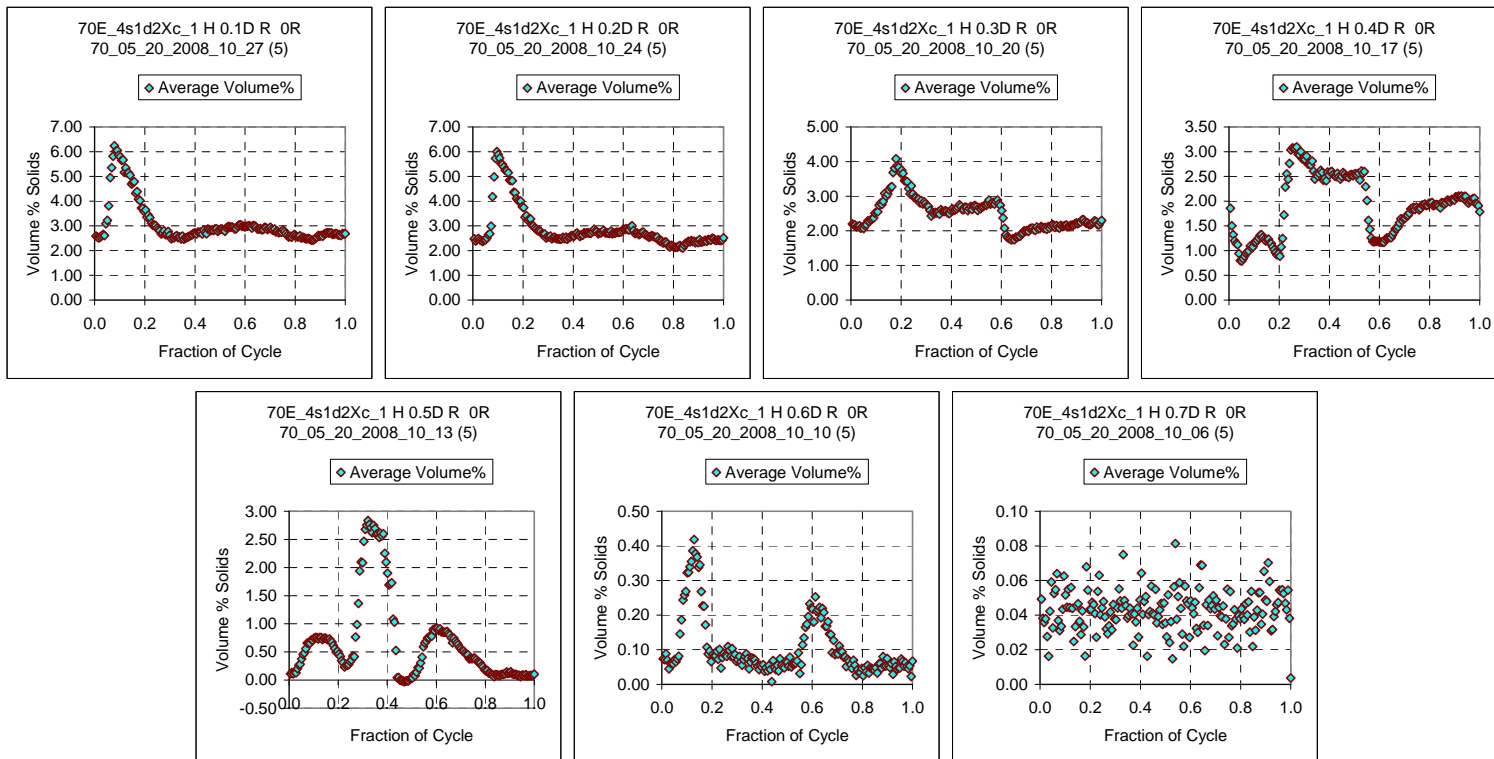 70E_4s1d2Xc_1 H 0.1D R 0R
70_05_20_2008_10_27 (5)
Average Volume%
Volume % Solids
7.00
6.00
5.00
4.00
3.00
2.00
1.00
0.00
0.0 0.2 0.4 0.6 0.8 1.0
Fraction of Cycle
70E_4s1d2Xc_1 H 0.2D R 0R
70_05_20_2008_10_24 (5)
Average Volume%
Volume % Solids
7.00
6.00
5.00
4.00
3.00
2.00
1.00
0.00
0.0 0.2 0.4 0.6 0.8 1.0
Fraction of Cycle
70E_4s1d2Xc_1 H 0.3D R 0R
70_05_20_2008_10_20 (5)
Average Volume%
Volume % Solids
5.00
4.00
3.00
2.00
1.00
0.00
0.0 0.2 0.4 0.6 0.8 1.0
Fraction of Cycle
70E_4s1d2Xc_1 H 0.4D R 0R
70_05_20_2008_10_17 (5)
Average Volume%
Volume % Solids
3.50
3.00
2.50
2.00
1.50
1.00
0.50
0.00
0.0 0.2 0.4 0.6 0.8 1.0
Fraction of Cycle
70E_4s1d2Xc_1 H 0.5D R 0R
70_05_20_2008_10_13 (5)
Average Volume%
Volume % Solids
3.00
2.50
2.00
1.50
1.00
0.50
0.00
-0.50
0.0 0.2 0.4 0.6 0.8 1.0
Fraction of Cycle
70E_4s1d2Xc_1 H 0.6D R 0R
70_05_20_2008_10_10 (5)
Average Volume%
Volume % Solids
0.50
0.40
0.30
0.20
0.10
0.00
0.0 0.2 0.4 0.6 0.8 1.0
Fraction of Cycle
70E_4s1d2Xc_1 H 0.7D R 0R
70_05_20_2008_10_06 (5)
Average Volume%
Volume % Solids
0.10
0.08
0.06
0.04
0.02
0.00
0.0 0.2 0.4 0.6 0.8 1.0
Fraction of Cycle